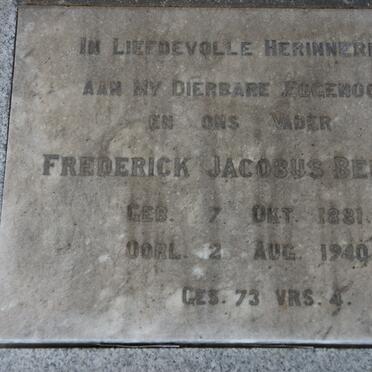 IN LIEFDEVOLLE HERINNERI
AAN MY DIERBARE EGGENOO
EN ONS VADER
FREDERICK JACOBUS BE
GEB. 7 OKT. 1881.
OORL. 2 AUG. 1940
GES. 73 VRS. 4.